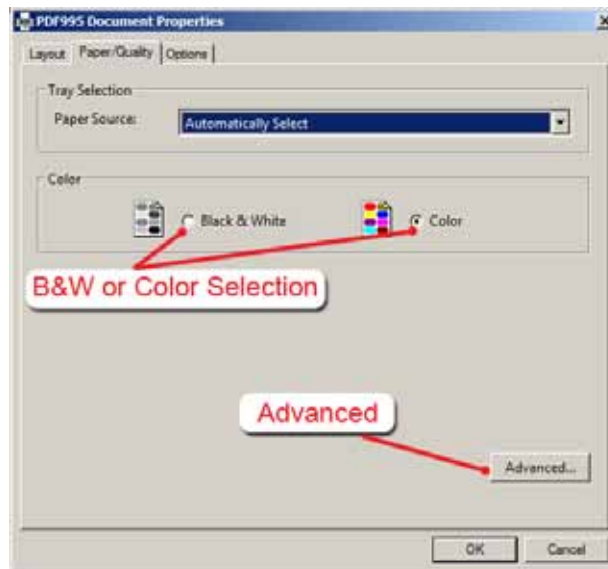 PDF995 Document Properties
Layout Paper/Quality Options
Tray Selection
Paper Source: Automatically Select
Color
Black & White Color
B&W or Color Selection
Advanced
Advanced...
OK Cancel